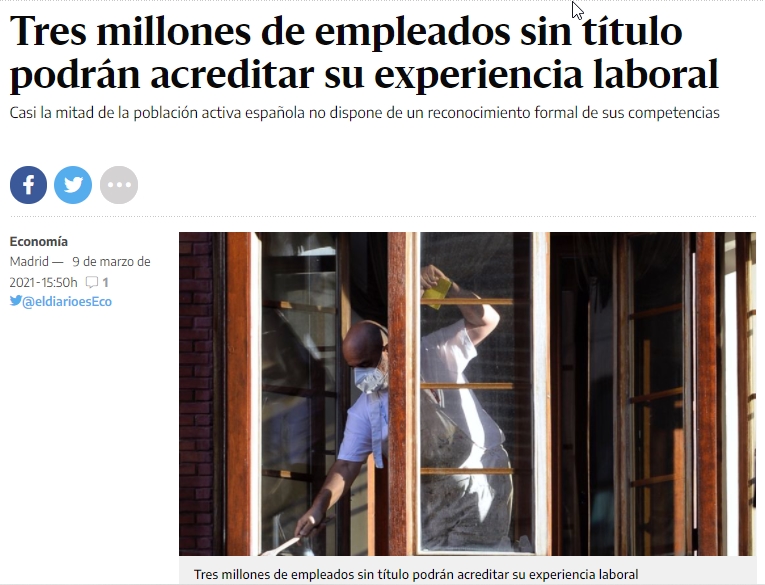 Tres millones de empleados sin título
podrán acreditar su experiencia laboral
Casi la mitad de la población activa española no dispone de un reconocimiento formal de sus competencias
Economía
Madrid — 9 de marzo de
2021-15:50h 1
@eldiarioesEco
Tres millones de empleados sin título podrán acreditar su experiencia laboral